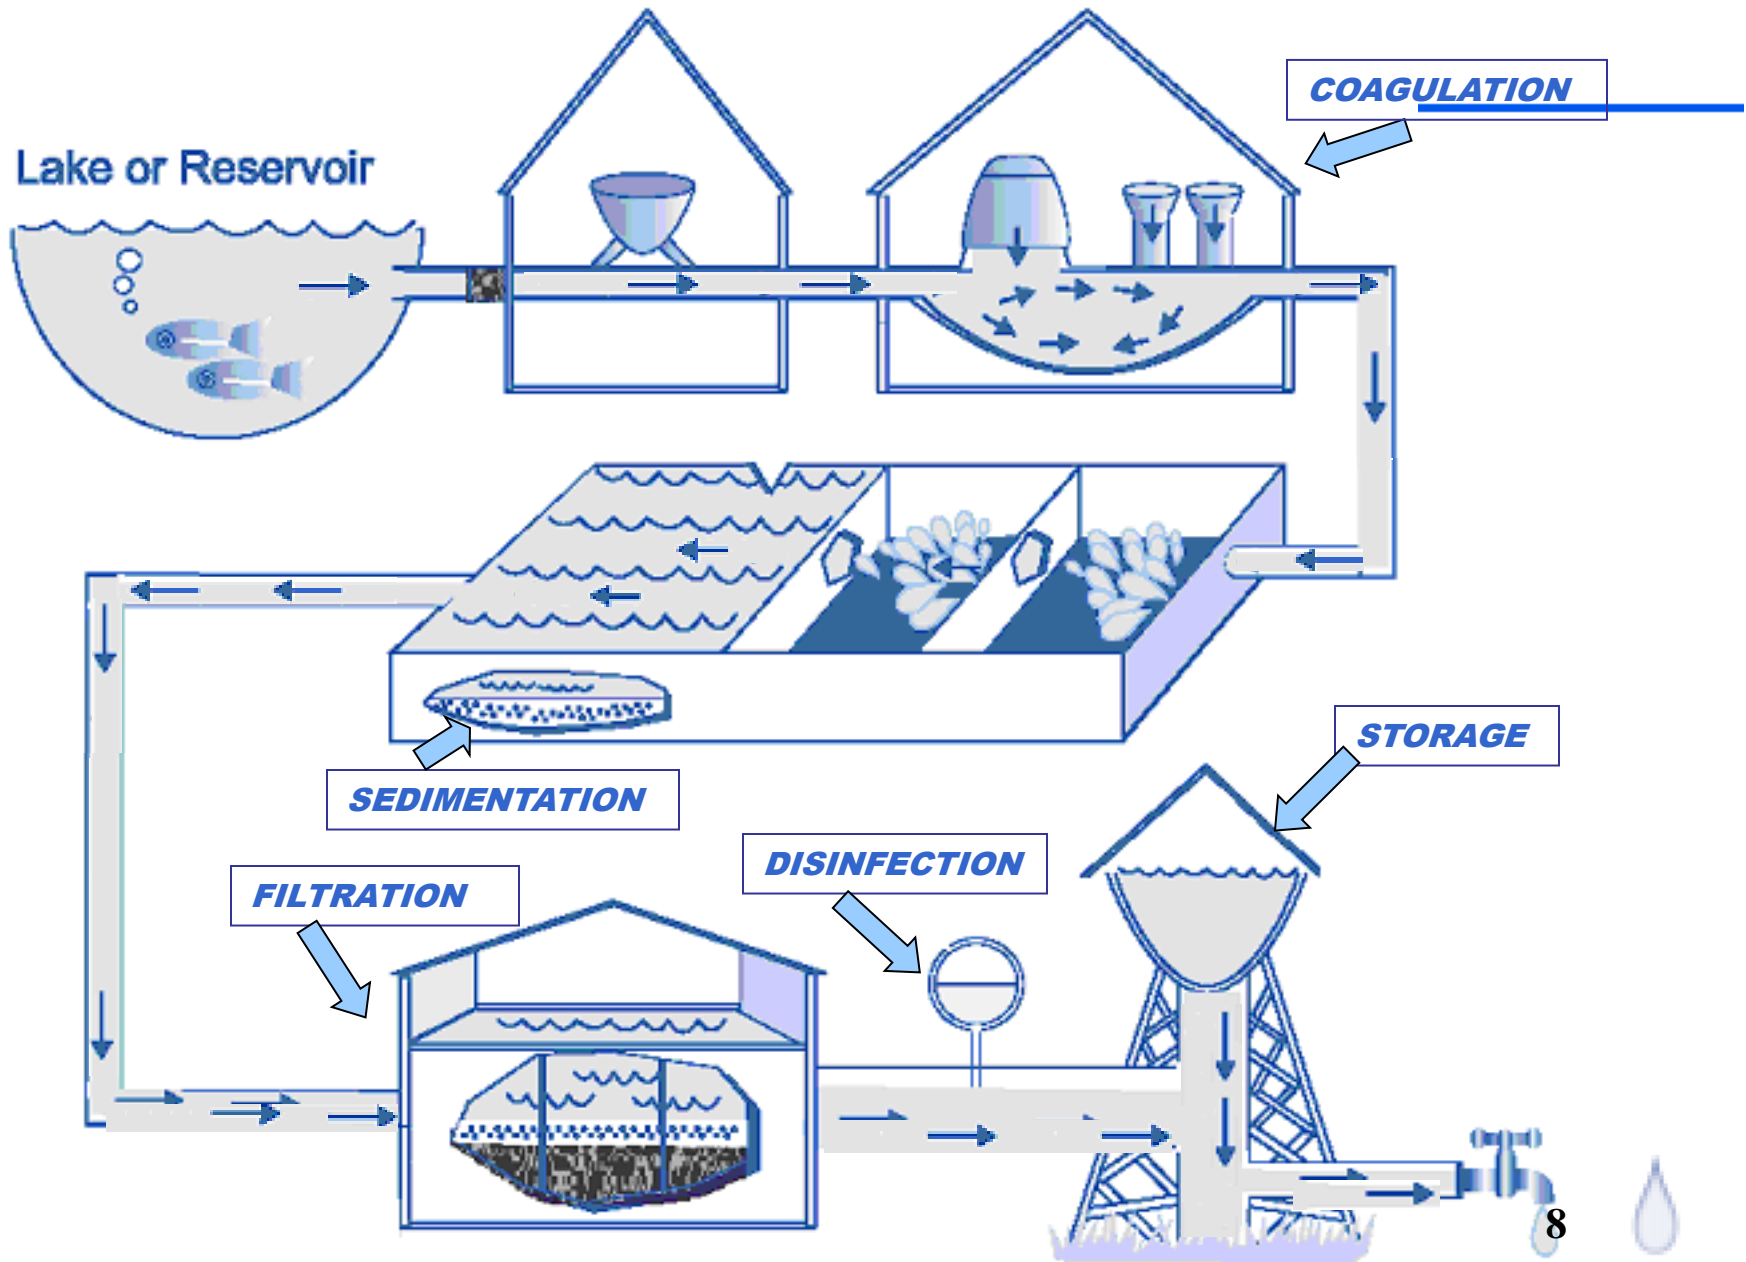 COAGULATION
Lake or Reservoir
STORAGE
SEDIMENTATION
DISINFECTION
FILTRATION
8